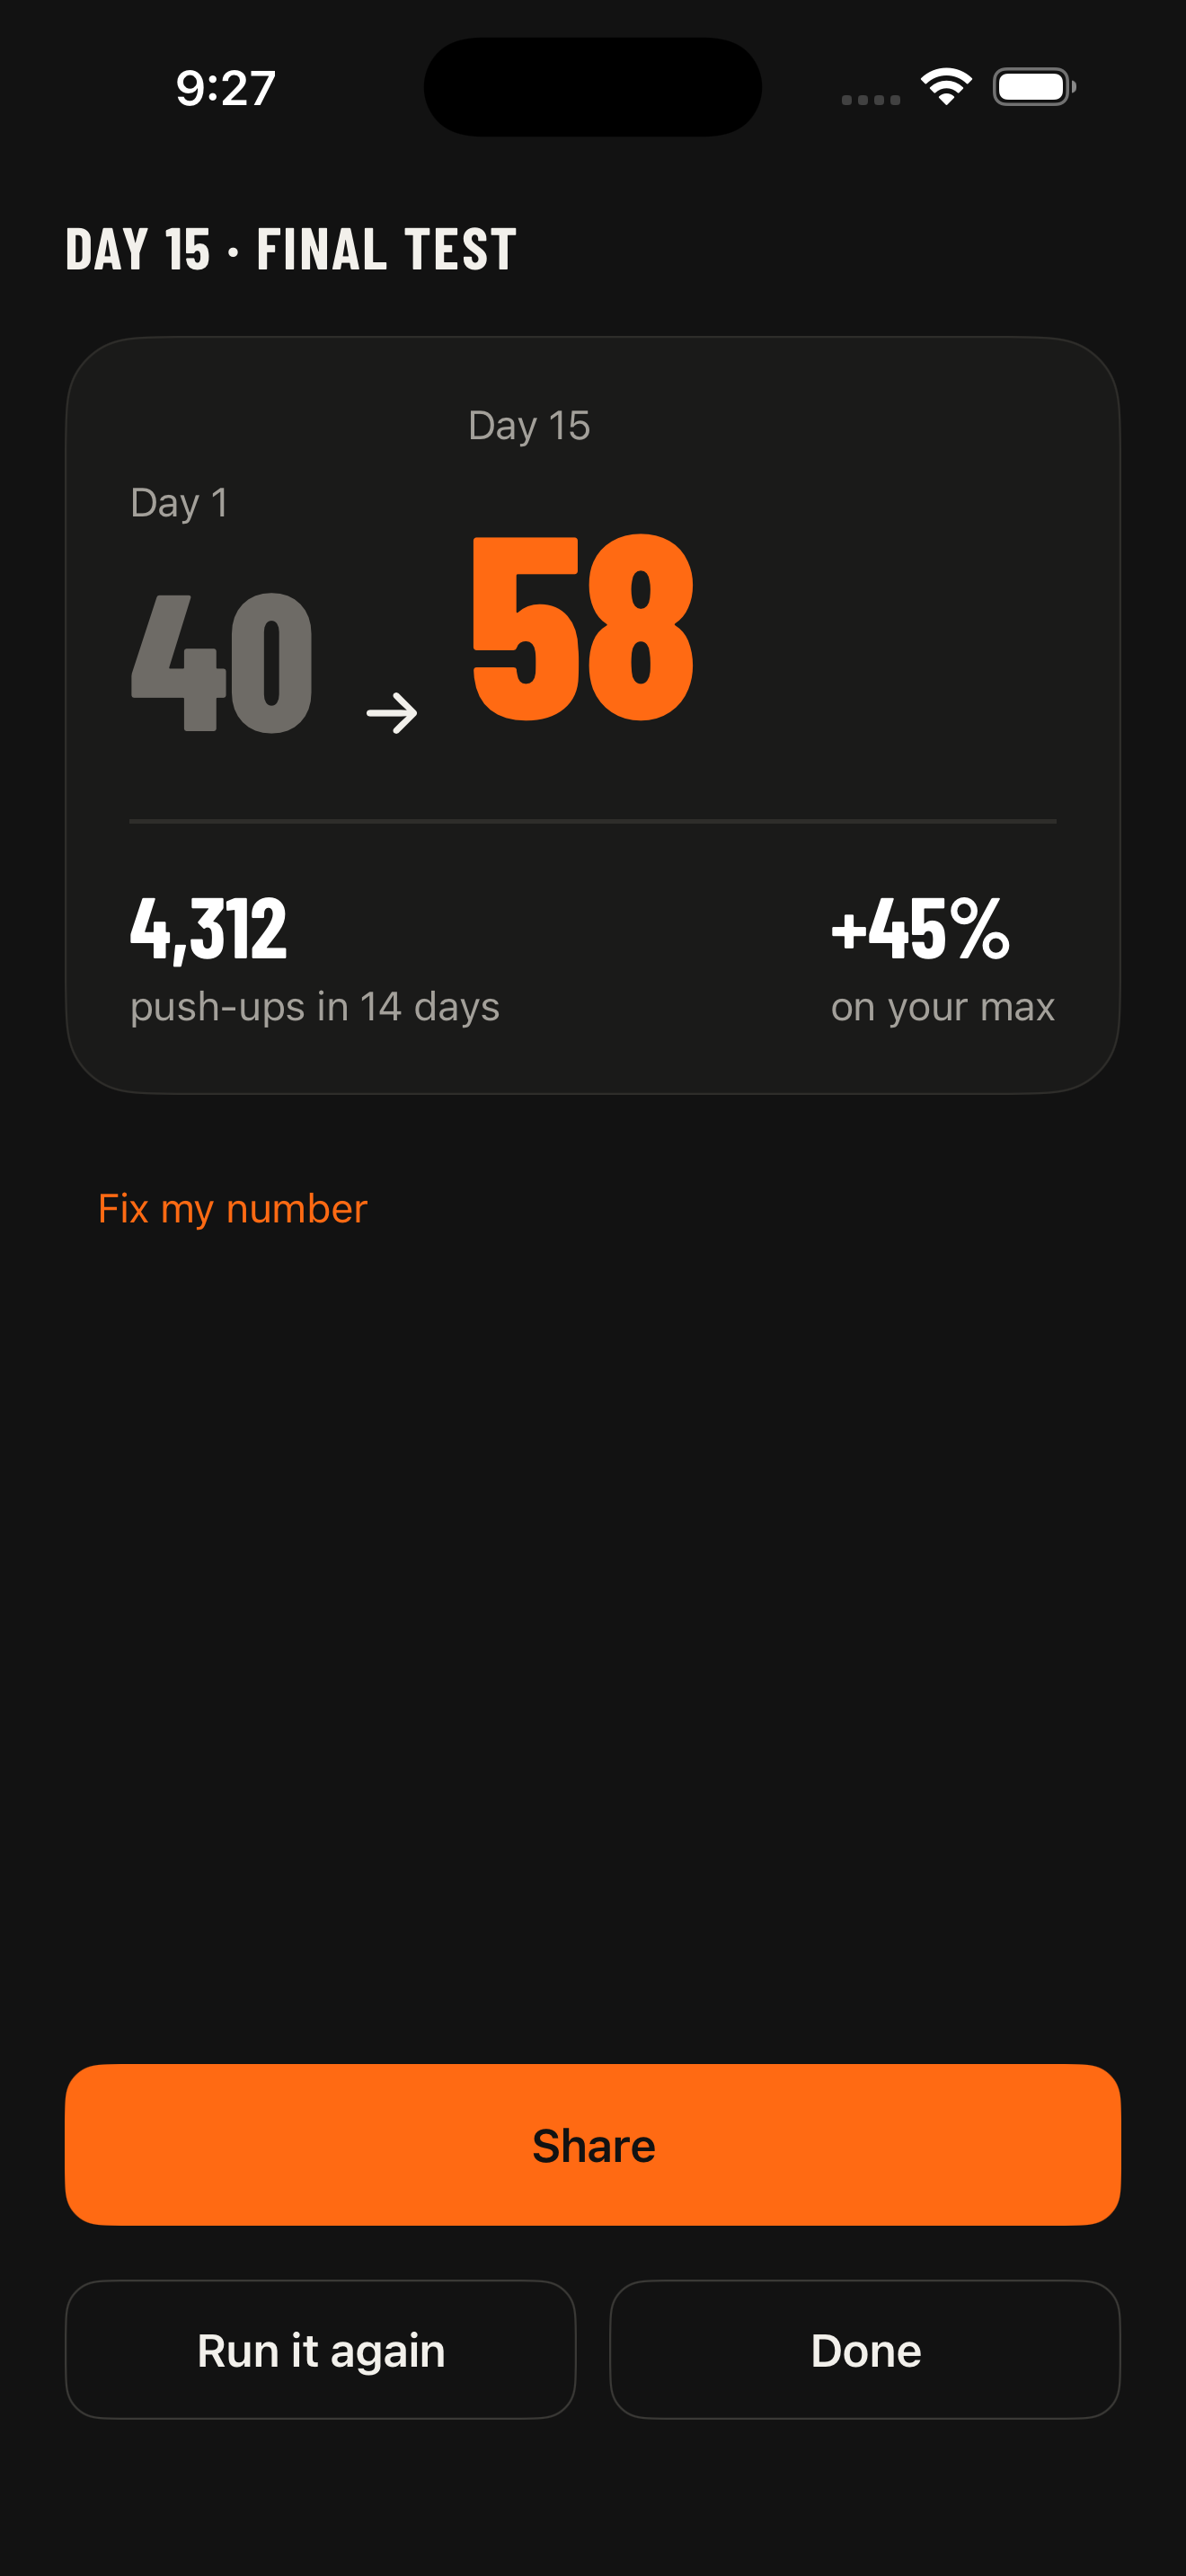 9:27
DAY 15 · FINAL TEST
Day 1
40
→
Day 15
58
4,312
push-ups in 14 days
+45%
on your max
Fix my number
Share
Run it again
Done